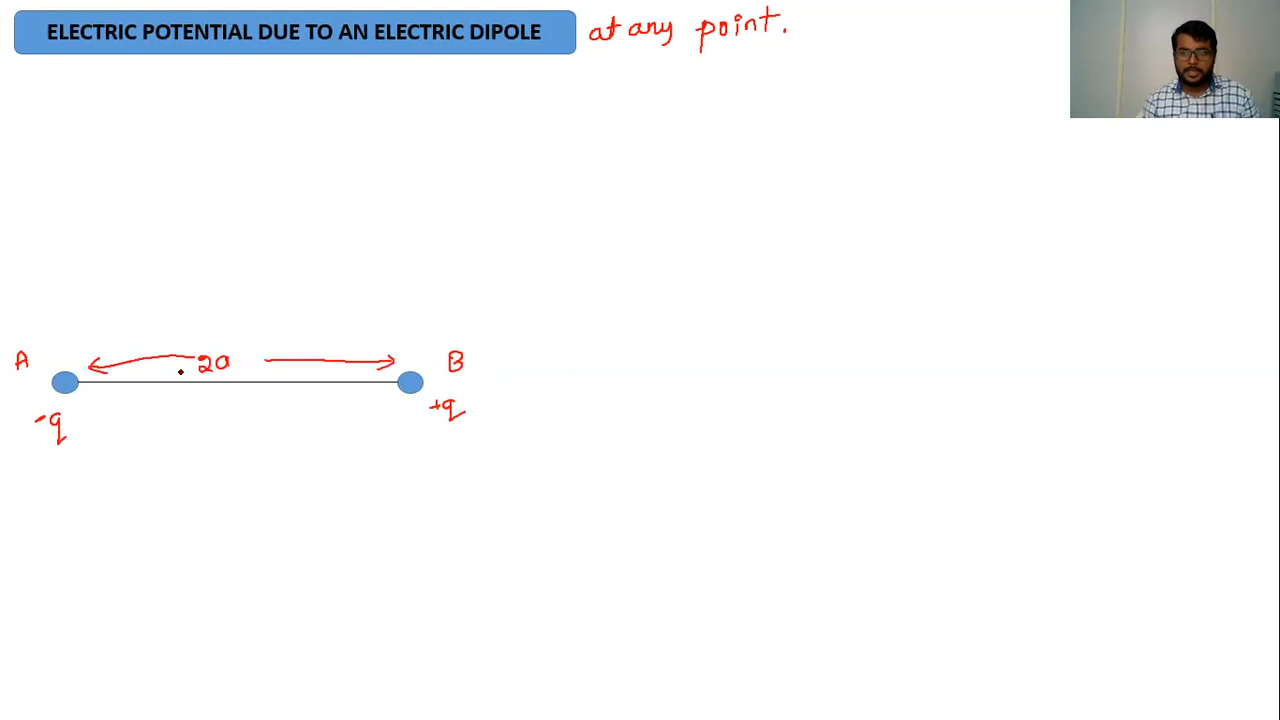 ELECTRIC POTENTIAL DUE TO AN ELECTRIC DIPOLE at any point.
A 2a B
-q +q